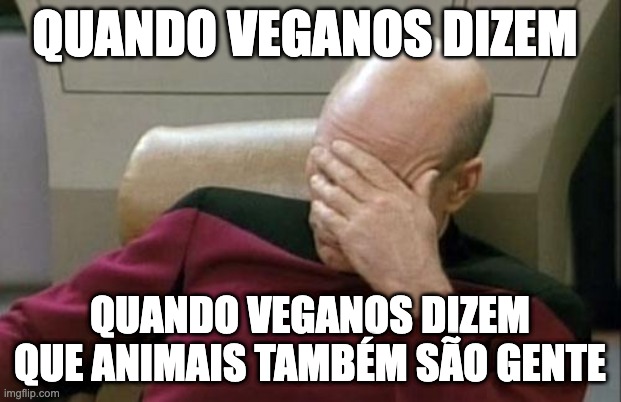 QUANDO VEGANOS DIZEM
QUANDO VEGANOS DIZEM
QUE ANIMAIS TAMBÉM SÃO GENTE
imgflip.com